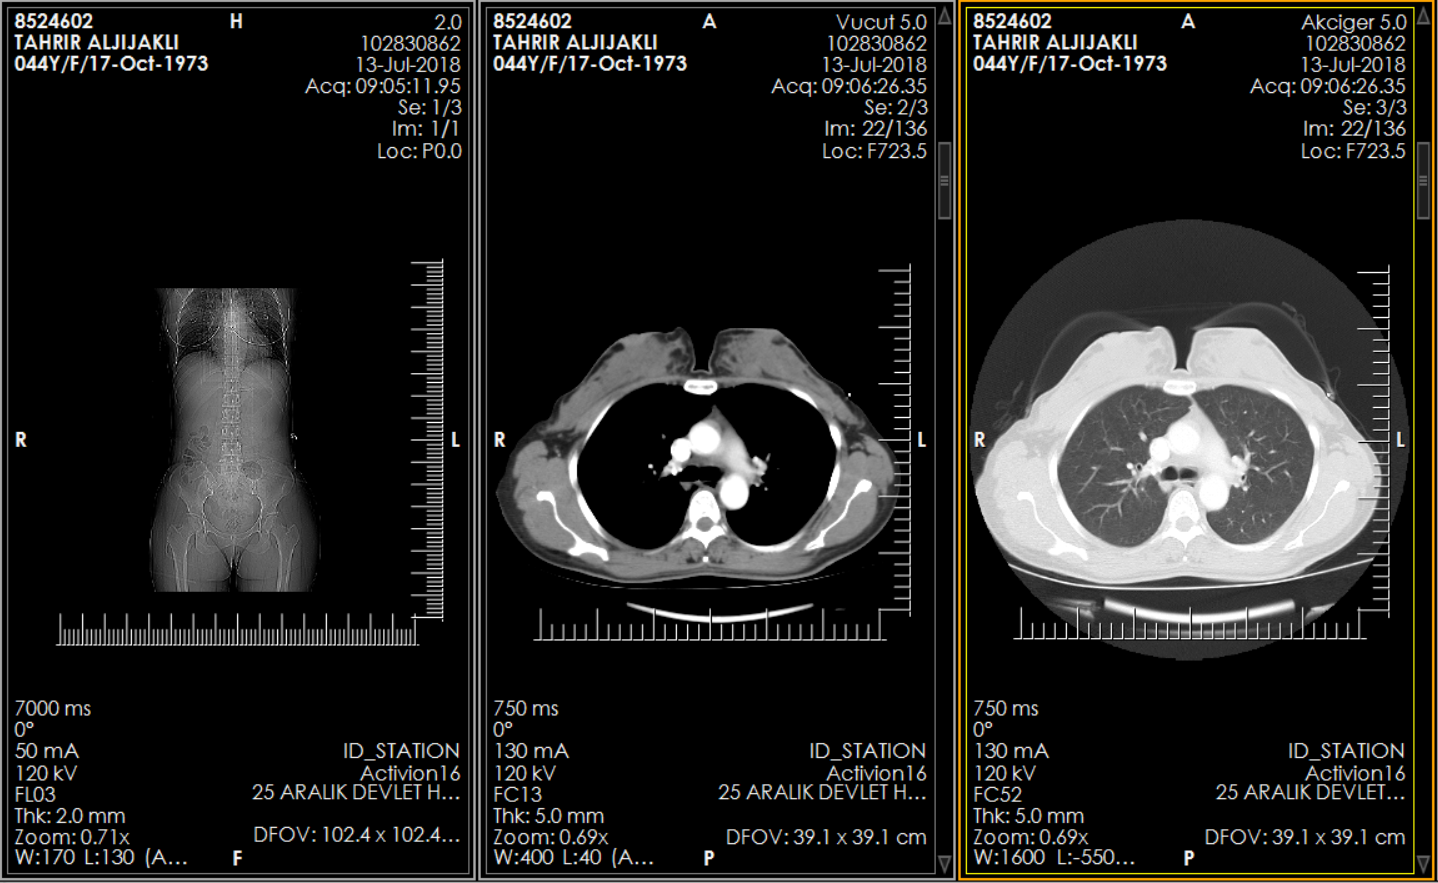 8524602
H
2.0
TAHRIR ALJIJAKLI
102830862
044Y/F/17-Oct-1973
13-Jul-2018
Acq: 09:05:11.95
Se: 1/3
Im: 1/1
Loc: P0.0
R
L
7000 ms
0°
50 mA
ID_STATION
120 kV
Activion16
FL03
25 ARALIK DEVLET H...
Thk: 2.0 mm
Zoom: 0.71x
DFOV: 102.4 x 102.4...
W:170 L:130 (A...
F
8524602
A
Vucut 5.0
TAHRIR ALJIJAKLI
102830862
044Y/F/17-Oct-1973
13-Jul-2018
Acq: 09:06:26.35
Se: 2/3
Im: 22/136
Loc: F723.5
R
L
750 ms
0°
130 mA
ID_STATION
120 kV
Activion16
FC13
25 ARALIK DEVLET H...
Thk: 5.0 mm
Zoom: 0.69x
DFOV: 39.1 x 39.1 cm
W:400 L:40 (A...
P
8524602
A
Akciger 5.0
TAHRIR ALJIJAKLI
102830862
044Y/F/17-Oct-1973
13-Jul-2018
Acq: 09:06:26.35
Se: 3/3
Im: 22/136
Loc: F723.5
R
L
750 ms
0°
130 mA
ID_STATION
120 kV
Activion16
FC52
25 ARALIK DEVLET...
Thk: 5.0 mm
Zoom: 0.69x
DFOV: 39.1 x 39.1 cm
W:1600 L:-550...
P